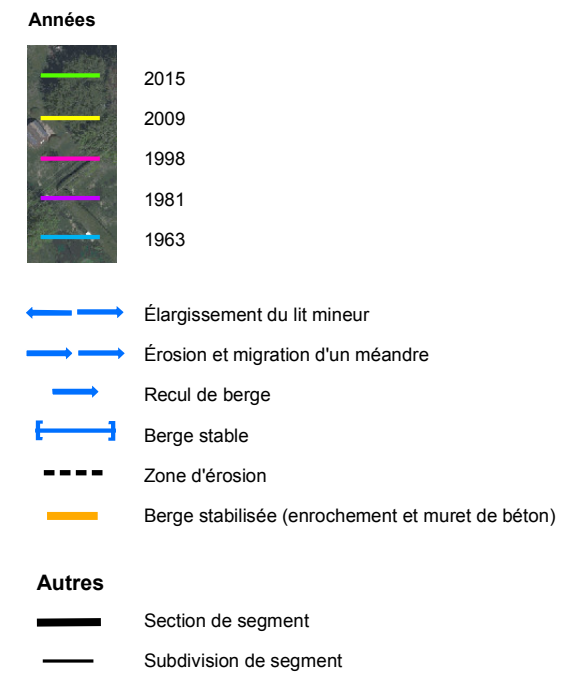 Années
2015
2009
1998
1981
1963
Élargissement du lit mineur
Érosion et migration d'un méandre
Recul de berge
Berge stable
Zone d'érosion
Berge stabilisée (enrochement et muret de béton)
Autres
Section de segment
Subdivision de segment